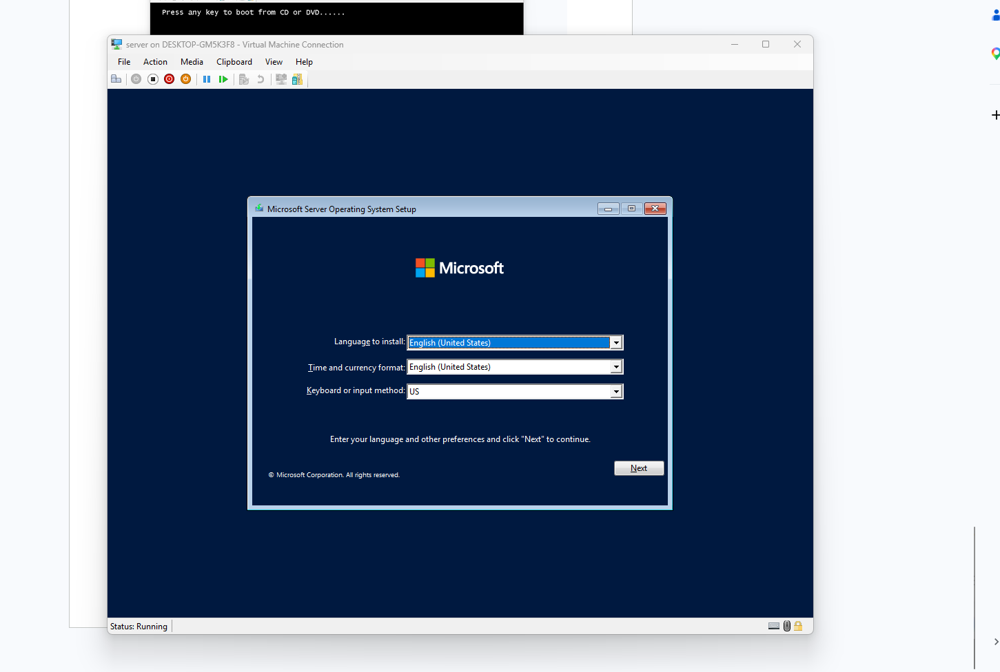 Press any key to boot from CD or DVD......
server on DESKTOP-GM5K3F8 - Virtual Machine Connection
File Action Media Clipboard View Help
Microsoft Server Operating System Setup
Microsoft
Language to install: English (United States)
Time and currency format: English (United States)
Keyboard or input method: US
Enter your language and other preferences and click "Next" to continue.
Next
© Microsoft Corporation. All rights reserved.
Status: Running